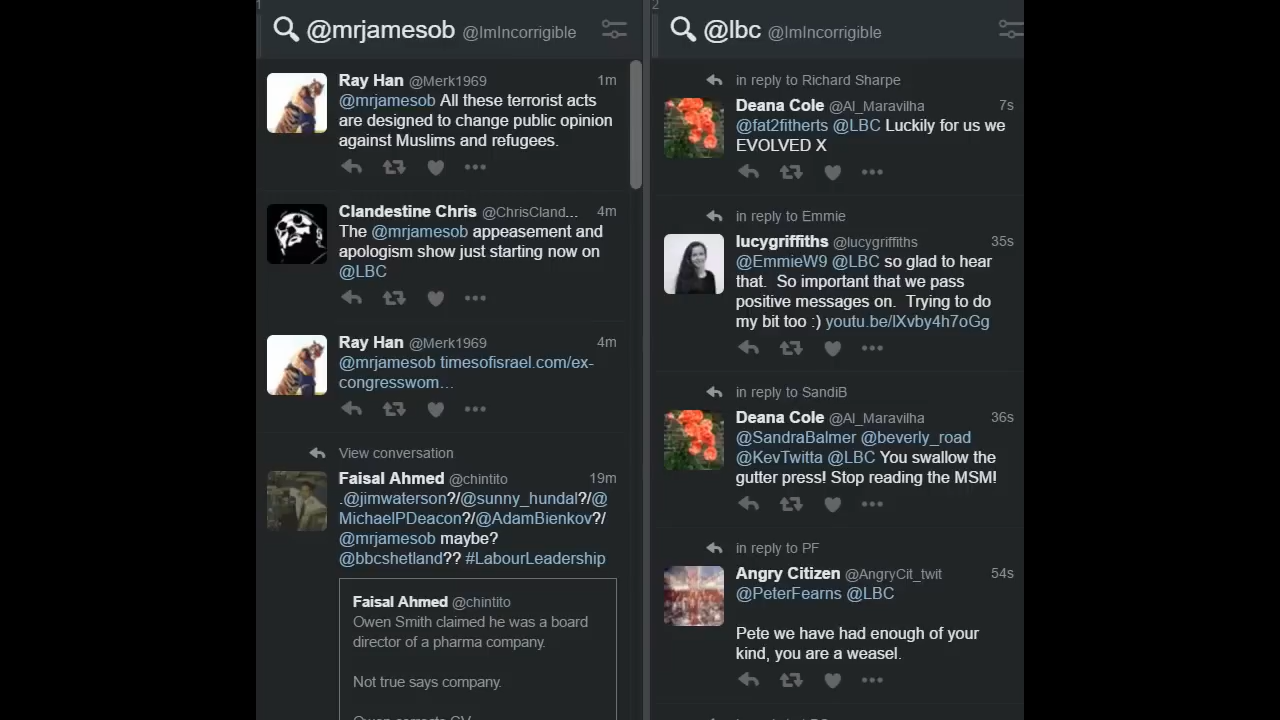 1
@mrjamesob @ImIncorrigible
Ray Han @Merk1969 1m
@mrjamesob All these terrorist acts
are designed to change public opinion
against Muslims and refugees.
Clandestine Chris @ChrisCland... 4m
The @mrjamesob appeasement and
apologism show just starting now on
@LBC
Ray Han @Merk1969 4m
@mrjamesob timesofisrael.com/ex-
congresswom…
View conversation
Faisal Ahmed @chintito 19m
.@jimwaterson?/@sunny_hundal?/@
MichaelPDeacon?/@AdamBienkov?/
@mrjamesob maybe?
@bbcshetland?? #LabourLeadership
Faisal Ahmed @chintito
Owen Smith claimed he was a board
director of a pharma company.
Not true says company.
2
@lbc @ImIncorrigible
in reply to Richard Sharpe
Deana Cole @Al_Maravilha 7s
@fat2fitherts @LBC Luckily for us we
EVOLVED X
in reply to Emmie
lucygriffiths @lucygriffiths 35s
@EmmieW9 @LBC so glad to hear
that. So important that we pass
positive messages on. Trying to do
my bit too :) youtu.be/lXvby4h7oGg
in reply to SandiB
Deana Cole @Al_Maravilha 36s
@SandraBalmer @beverly_road
@KevTwitta @LBC You swallow the
gutter press! Stop reading the MSM!
in reply to PF
Angry Citizen @AngryCit_twit 54s
@PeterFearns @LBC
Pete we have had enough of your
kind, you are a weasel.